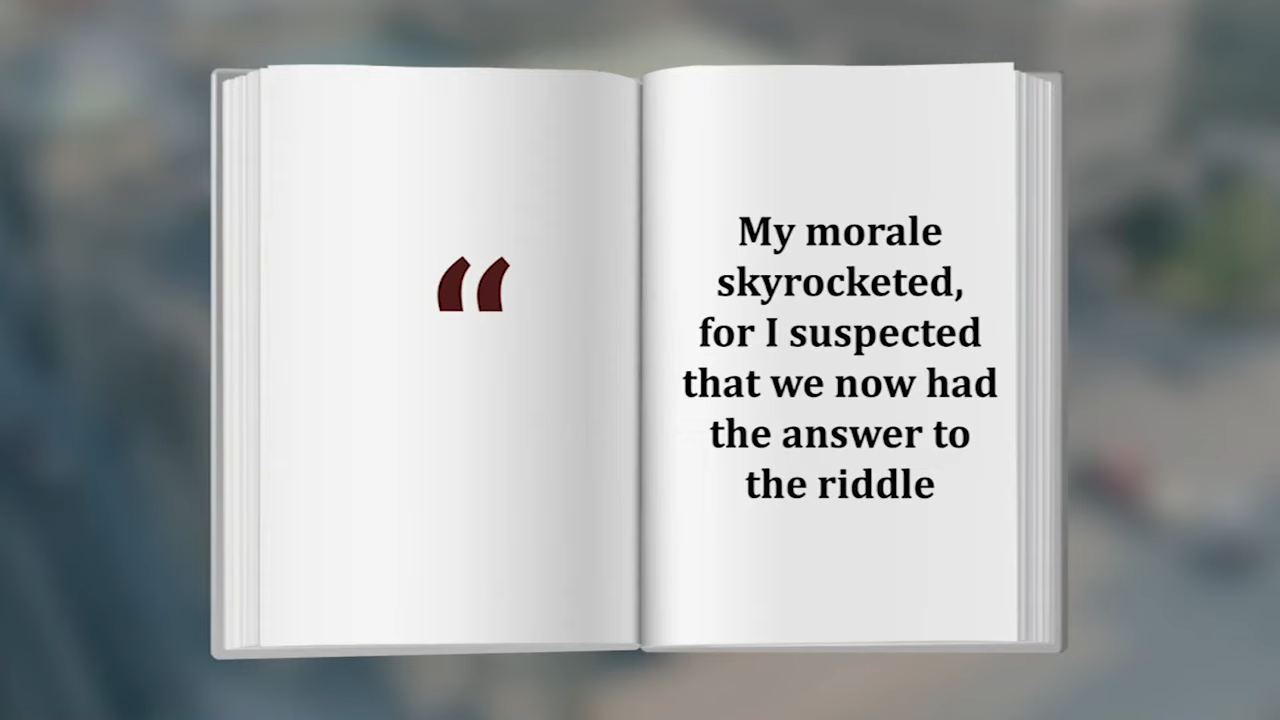 “
My morale
skyrocketed,
for I suspected
that we now had
the answer to
the riddle